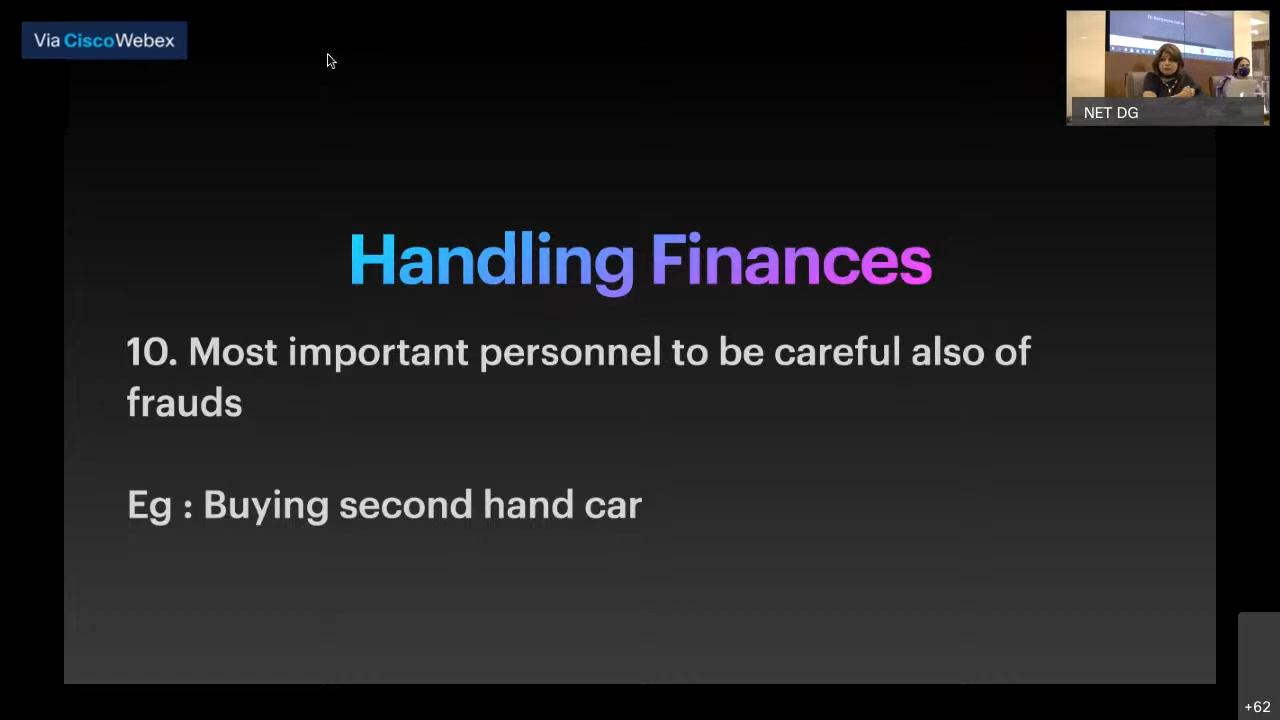 Via CiscoWebex
NET DG
Handling Finances
10. Most important personnel to be careful also of
frauds
Eg : Buying second hand car
+62